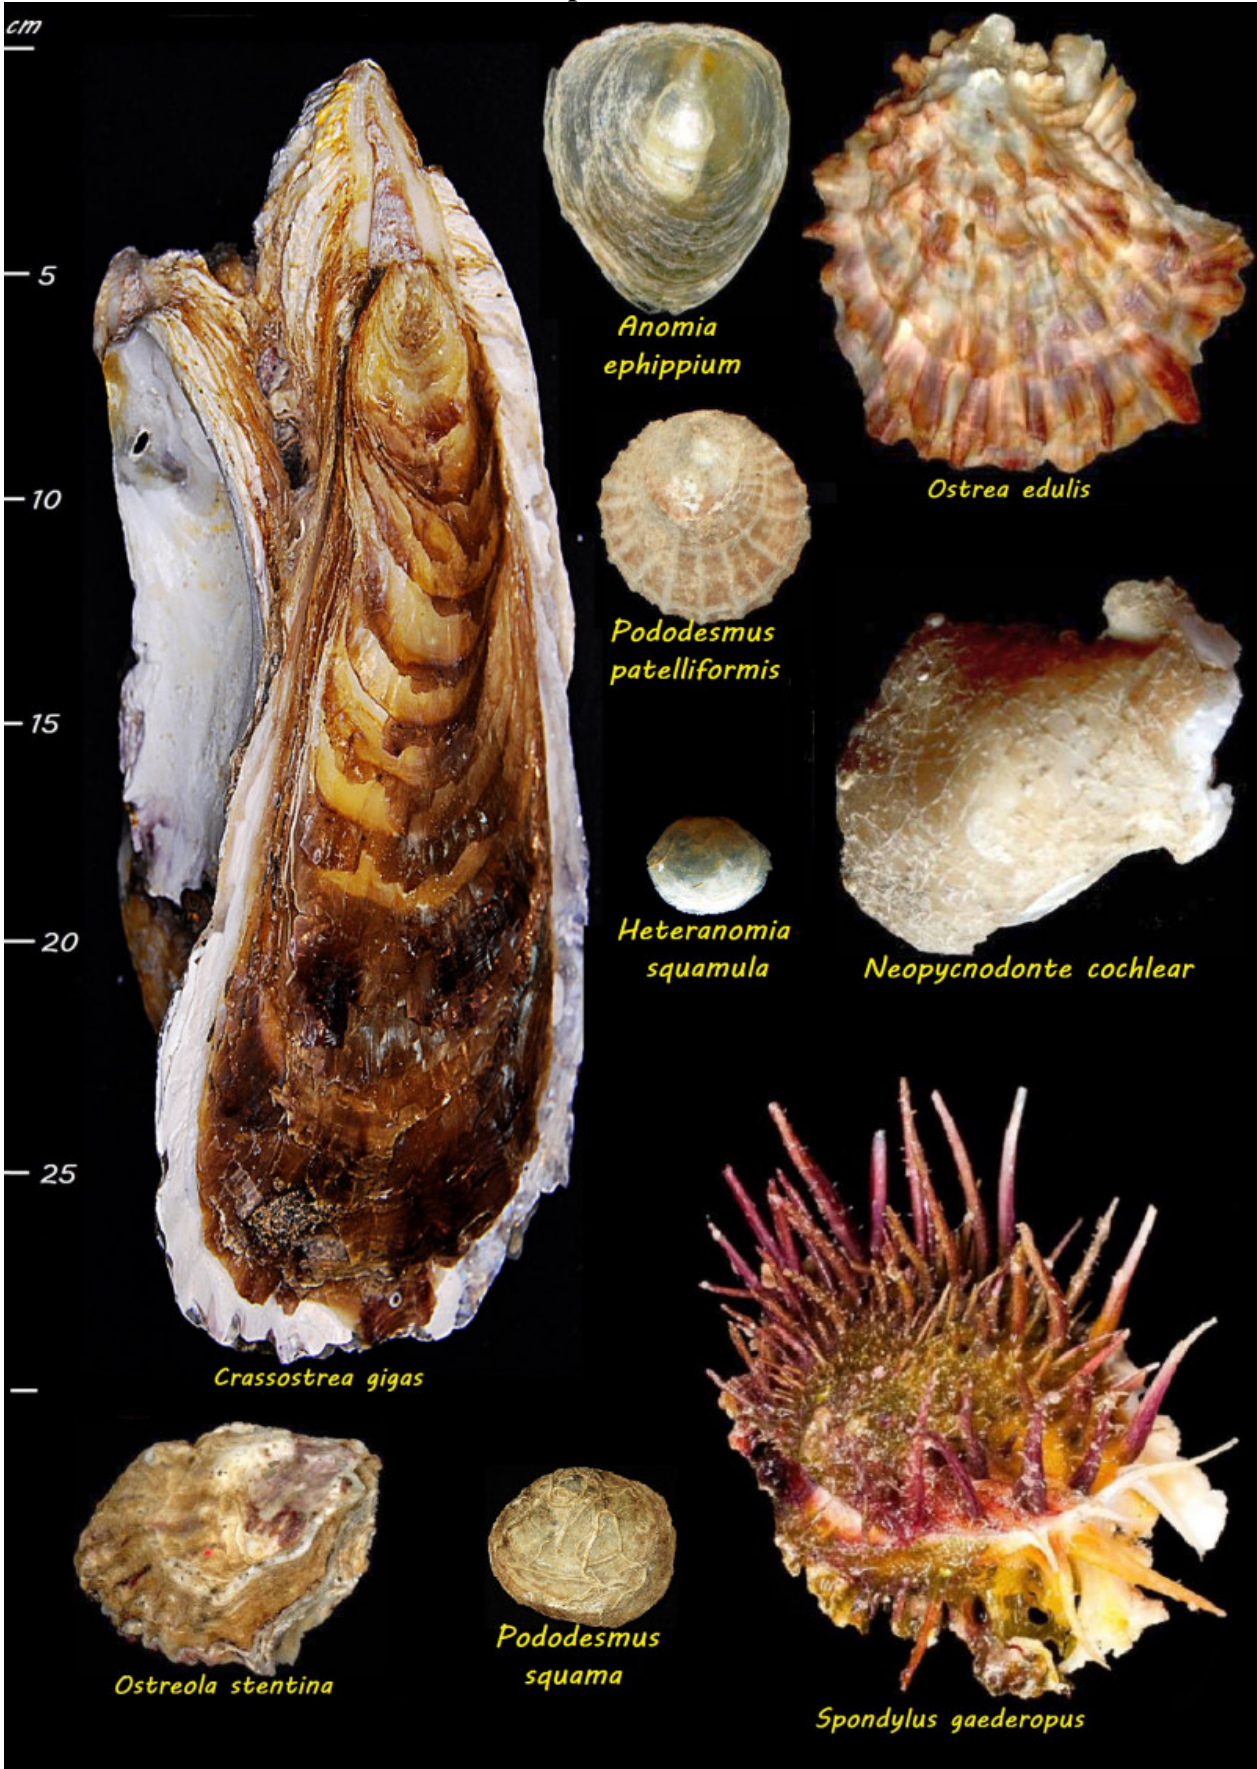 cm
5
10
15
20
25
Anomia
ephippium
Ostrea edulis
Pododesmus
patelliformis
Heteranomia
squamula
Neopycnodonte cochlear
Crassostrea gigas
Ostreola stentina
Pododesmus
squama
Spondylus gaederopus